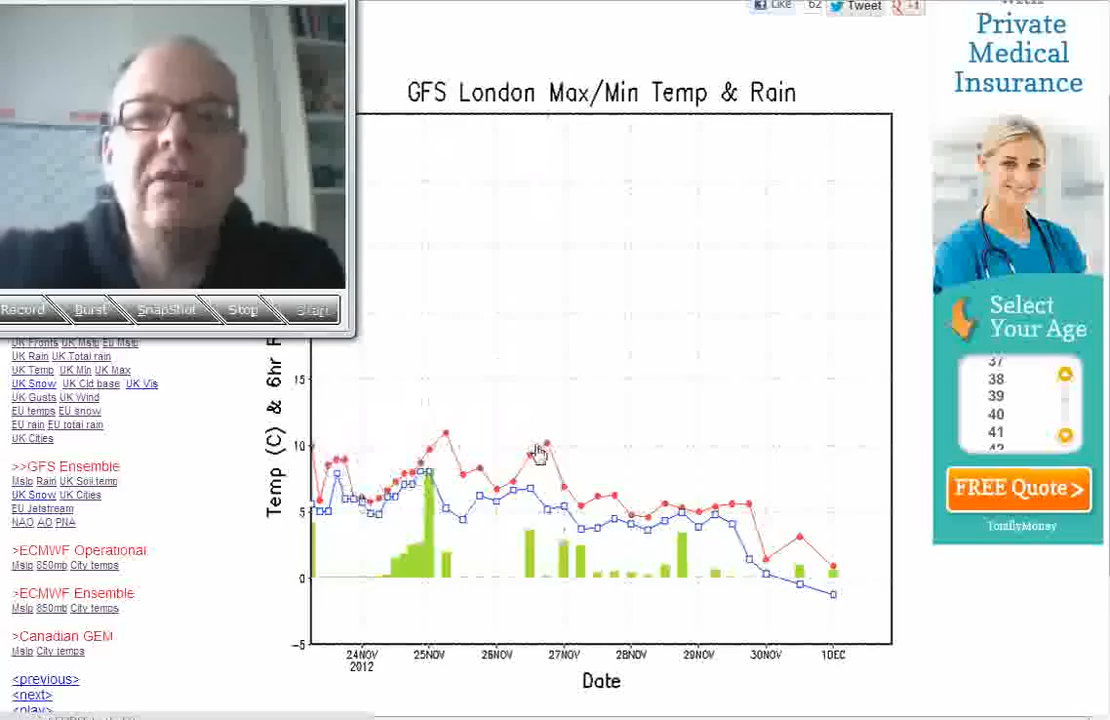 Like 62 Tweet +1
Private
Medical
Insurance
GFS London Max/Min Temp & Rain
Record Burst SnapShot Stop Start
UK Fronts UK Mslp EU Mslp
UK Rain UK Total rain
UK Temp UK Min UK Max
UK Snow UK Cld base UK Vis
UK Gusts UK Wind
EU temps EU snow
EU rain EU total rain
UK Cities
>>GFS Ensemble
Mslp Rain UK Soil temp
UK Snow UK Cities
EU Jetstream
NAO AO PNA
>ECMWF Operational
Mslp 850mb City temps
>ECMWF Ensemble
Mslp 850mb City temps
>Canadian GEM
Mslp City temps
<previous>
<next>
<play>
Temp (C) & 6hr
15
10
5
0
-5
24NOV 25NOV 26NOV 27NOV 28NOV 29NOV 30NOV 1DEC
2012
Date
Select
Your Age
37
38
39
40
41
42
FREE Quote >
TomflyMoney